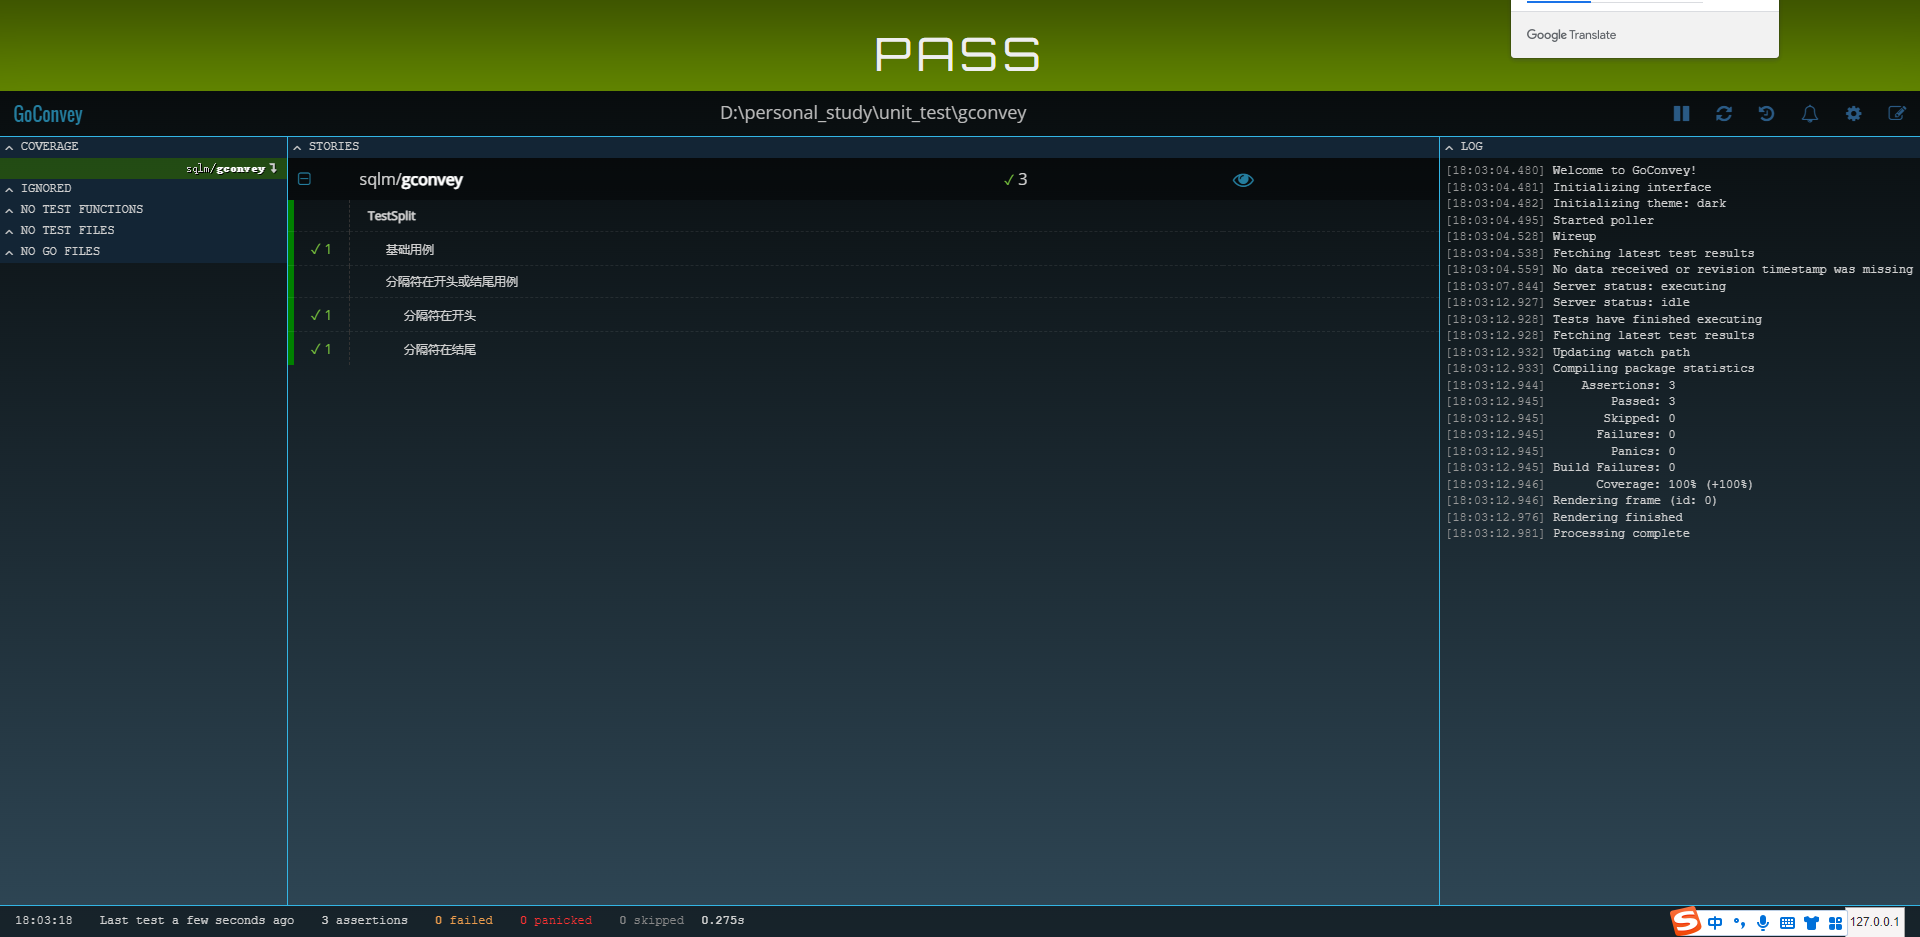 PASS
Google Translate
GoConvey
D:\personal_study\unit_test\gconvey
COVERAGE
sqlm/gconvey
IGNORED
NO TEST FUNCTIONS
NO TEST FILES
NO GO FILES
STORIES
sqlm/gconvey
✓ 3
TestSplit
✓ 1 基础用例
分隔符在开头或结尾用例
✓ 1 分隔符在开头
✓ 1 分隔符在结尾
LOG
[18:03:04.480] Welcome to GoConvey!
[18:03:04.481] Initializing interface
[18:03:04.482] Initializing theme: dark
[18:03:04.495] Started poller
[18:03:04.528] Wireup
[18:03:04.538] Fetching latest test results
[18:03:04.559] No data received or revision timestamp was missing
[18:03:07.844] Server status: executing
[18:03:12.927] Server status: idle
[18:03:12.928] Tests have finished executing
[18:03:12.928] Fetching latest test results
[18:03:12.932] Updating watch path
[18:03:12.933] Compiling package statistics
[18:03:12.944] Assertions: 3
[18:03:12.945] Passed: 3
[18:03:12.945] Skipped: 0
[18:03:12.945] Failures: 0
[18:03:12.945] Panics: 0
[18:03:12.945] Build Failures: 0
[18:03:12.946] Coverage: 100% (+100%)
[18:03:12.946] Rendering frame (id: 0)
[18:03:12.976] Rendering finished
[18:03:12.981] Processing complete
18:03:18 Last test a few seconds ago 3 assertions 0 failed 0 panicked 0 skipped 0.275s
中
127.0.0.1